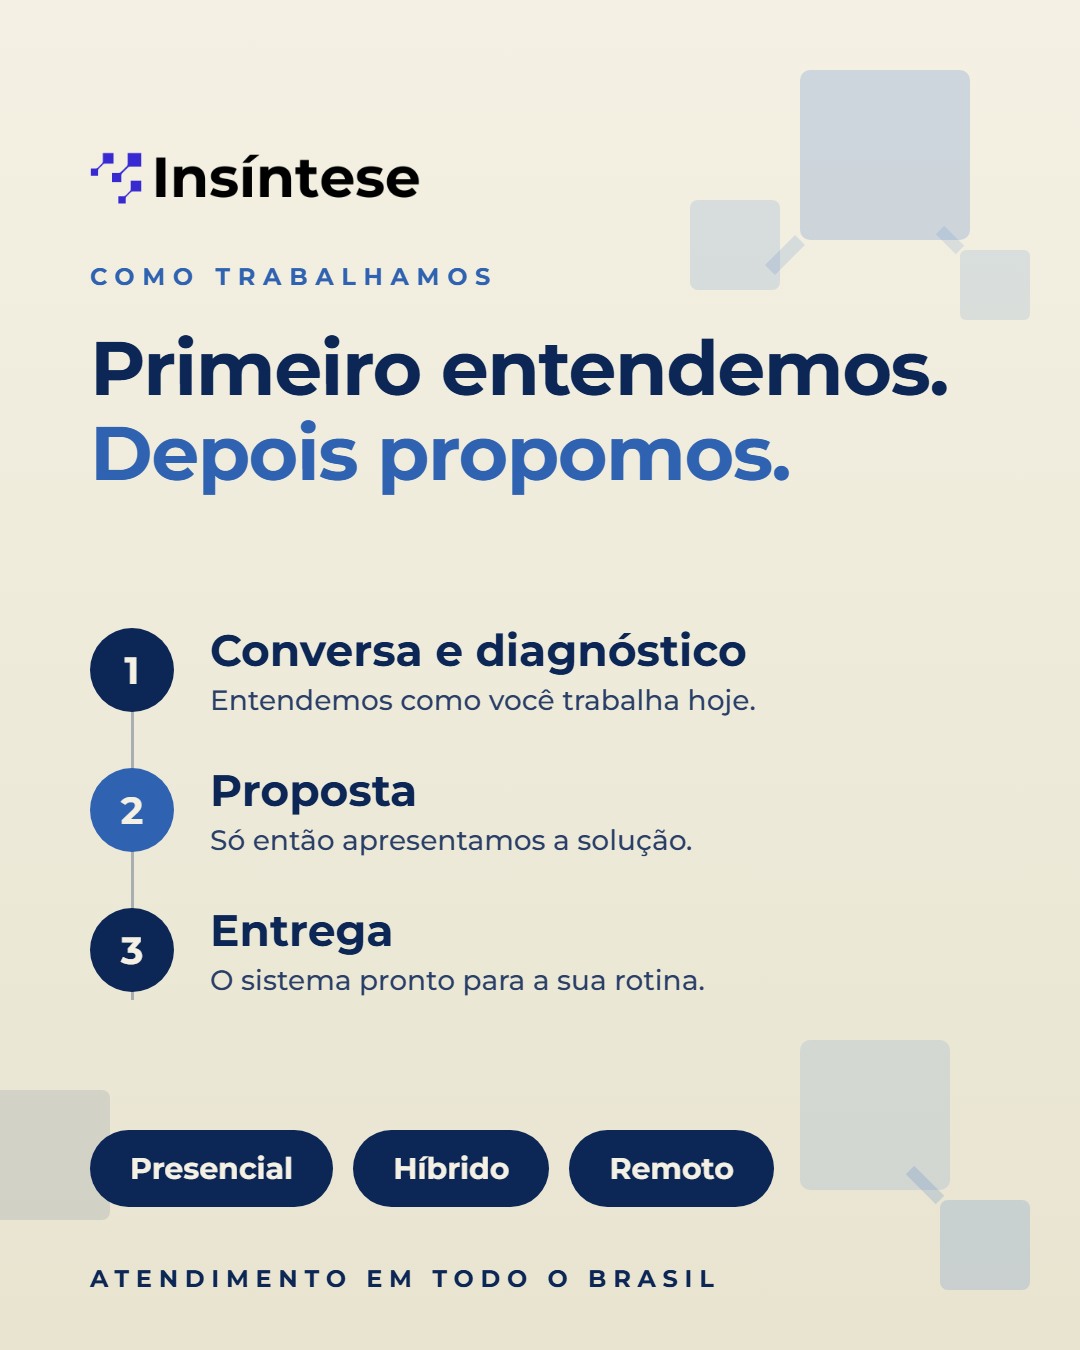 Insíntese
COMO TRABALHAMOS
Primeiro entendemos.
Depois propomos.
1
Conversa e diagnóstico
Entendemos como você trabalha hoje.
2
Proposta
Só então apresentamos a solução.
3
Entrega
O sistema pronto para a sua rotina.
Presencial Híbrido Remoto
ATENDIMENTO EM TODO O BRASIL